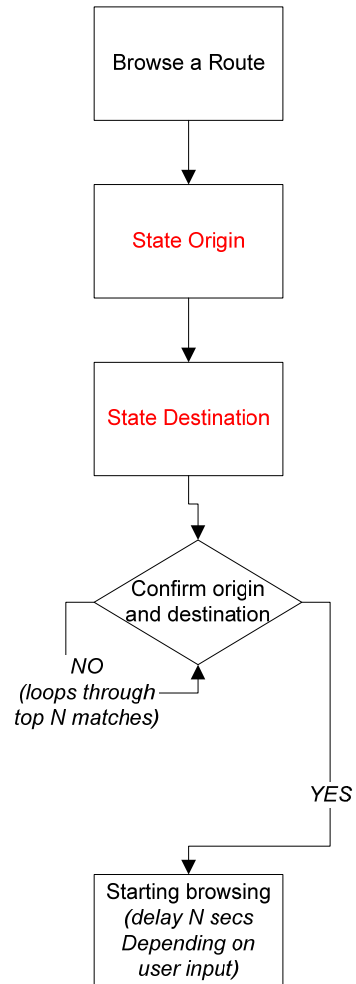 Browse a Route
State Origin
State Destination
Confirm origin
and destination
NO
(loops through
top N matches)
YES
Starting browsing
(delay N secs
Depending on
user input)